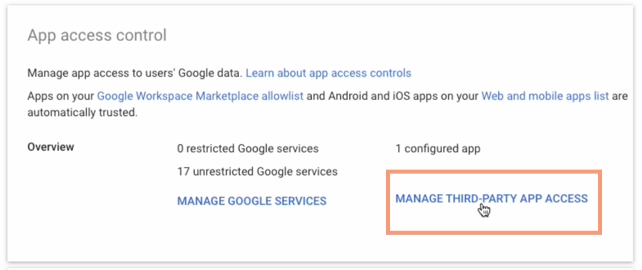 App access control
Manage app access to users' Google data. Learn about app access controls
Apps on your Google Workspace Marketplace allowlist and Android and iOS apps on your Web and mobile apps list are
automatically trusted.
Overview
0 restricted Google services
1 configured app
17 unrestricted Google services
MANAGE GOOGLE SERVICES
MANAGE THIRD-PARTY APP ACCESS